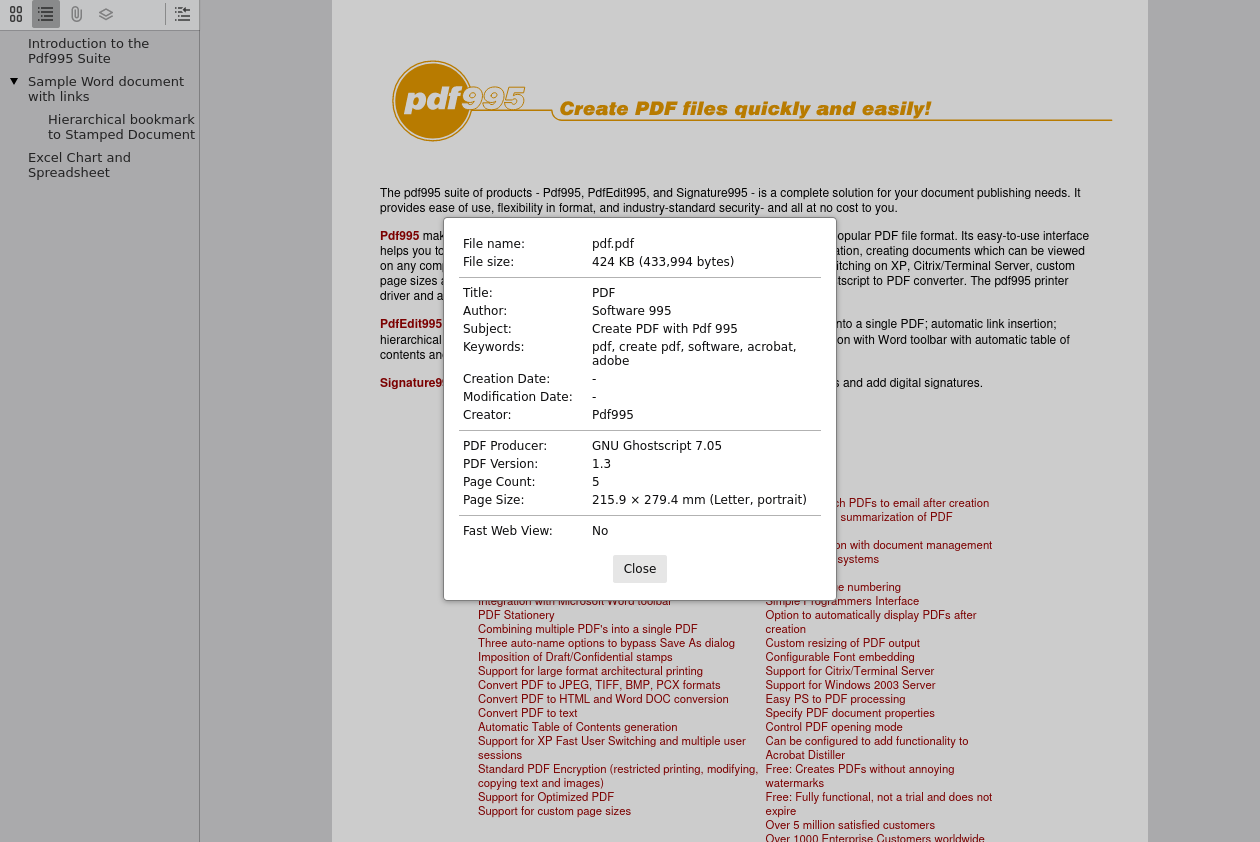 Introduction to the
Pdf995 Suite
Sample Word document
with links
Hierarchical bookmark
to Stamped Document
Excel Chart and
Spreadsheet
pdf995
Create PDF files quickly and easily!
The pdf995 suite of products - Pdf995, PdfEdit995, and Signature995 - is a complete solution for your document publishing needs. It
provides ease of use, flexibility in format, and industry-standard security- and all at no cost to you.
Pdf995
opular PDF file format. Its easy-to-use interface
helps you to
ation, creating documents which can be viewed
on any
itching on XP, Citrix/Terminal Server, custom
page sizes
tscript to PDF converter. The pdf995 printer
driver and a
PdfEdit995
nto a single PDF; automatic link insertion;
hierarchical
on with Word toolbar with automatic table of
contents
s and add digital signatures.
File name: pdf.pdf
File size: 424 KB (433,994 bytes)
Title: PDF
Author: Software 995
Subject: Create PDF with Pdf 995
Keywords: pdf, create pdf, software, acrobat,
adobe
Creation Date: -
Modification Date: -
Creator: Pdf995
PDF Producer: GNU Ghostscript 7.05
PDF Version: 1.3
Page Count: 5
Page Size: 215.9 × 279.4 mm (Letter, portrait)
Fast Web View: No
Close
Integration with Microsoft Word toolbar
PDF Stationery
Combining multiple PDF's into a single PDF
Three auto-name options to bypass Save As dialog
Imposition of Draft/Confidential stamps
Support for large format architectural printing
Convert PDF to JPEG, TIFF, BMP, PCX formats
Convert PDF to HTML and Word DOC conversion
Convert PDF to text
Automatic Table of Contents generation
Support for XP Fast User Switching and multiple user
sessions
Standard PDF Encryption (restricted printing, modifying,
copying text and images)
Support for Optimized PDF
Support for custom page sizes
ch PDFs to email after creation
summarization of PDF
on with document management
systems
e numbering
Simple Programmers Interface
Option to automatically display PDFs after
creation
Custom resizing of PDF output
Configurable Font embedding
Support for Citrix/Terminal Server
Support for Windows 2003 Server
Easy PS to PDF processing
Specify PDF document properties
Control PDF opening mode
Can be configured to add functionality to
Acrobat Distiller
Free: Creates PDFs without annoying
watermarks
Free: Fully functional, not a trial and does not
expire
Over 5 million satisfied customers
Over 1000 Enterprise Customers worldwide